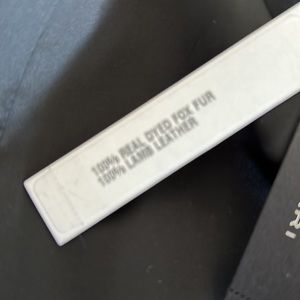 100% REAL DYED FOX FUR
100% LAMB LEATHER